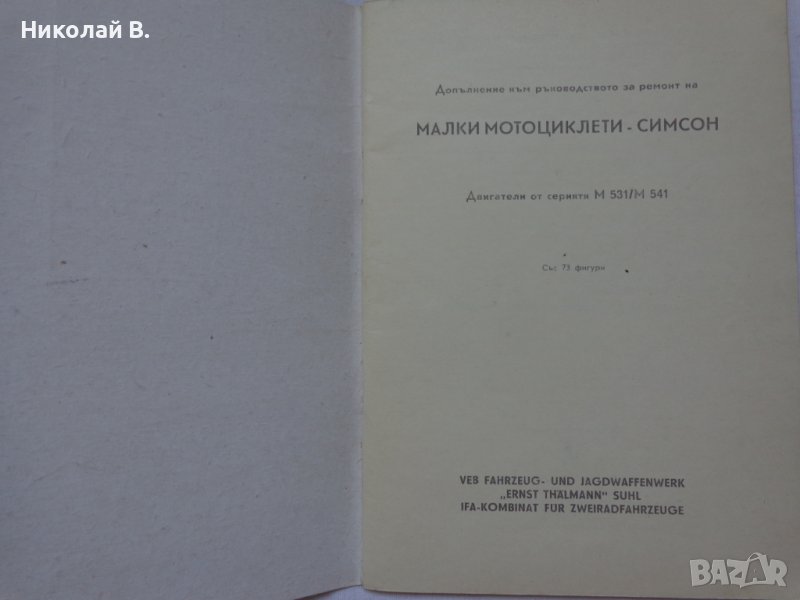 Николай В.
Допълнение към ръководството за ремонт на
МАЛКИ МОТОЦИКЛЕТИ - СИМСОН
Двигатели от серията М 531/М 541
Със 73 фигури
VEB FAHRZEUG- UND JAGDWAFFENWERK
„ERNST THÄLMANN" SUHL
IFA-KOMBINAT FÜR ZWEIRADFAHRZEUGE
BAZAR